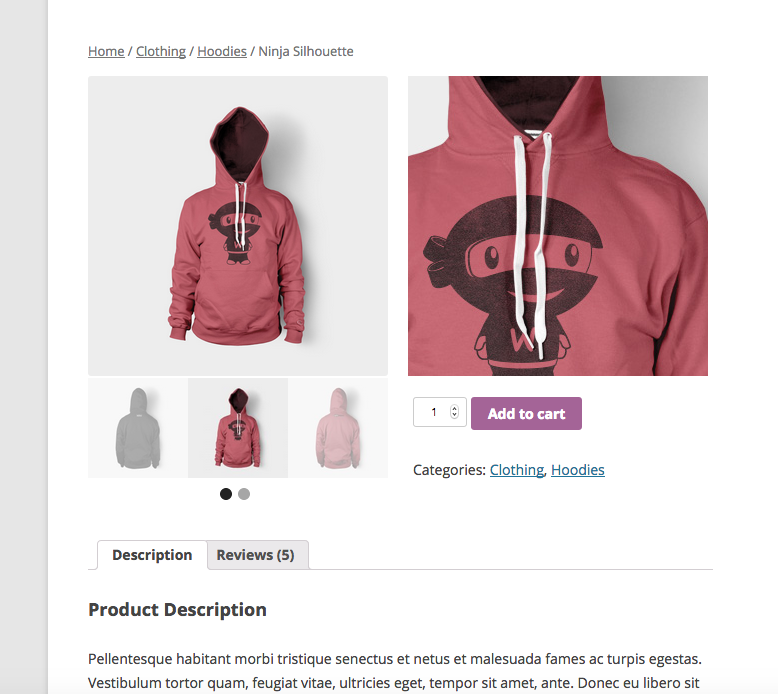 Home / Clothing / Hoodies / Ninja Silhouette
W
1
Add to cart
Categories: Clothing, Hoodies
Description
Reviews (5)
Product Description
Pellentesque habitant morbi tristique senectus et netus et malesuada fames ac turpis egestas.
Vestibulum tortor quam, feugiat vitae, ultricies eget, tempor sit amet, ante. Donec eu libero sit